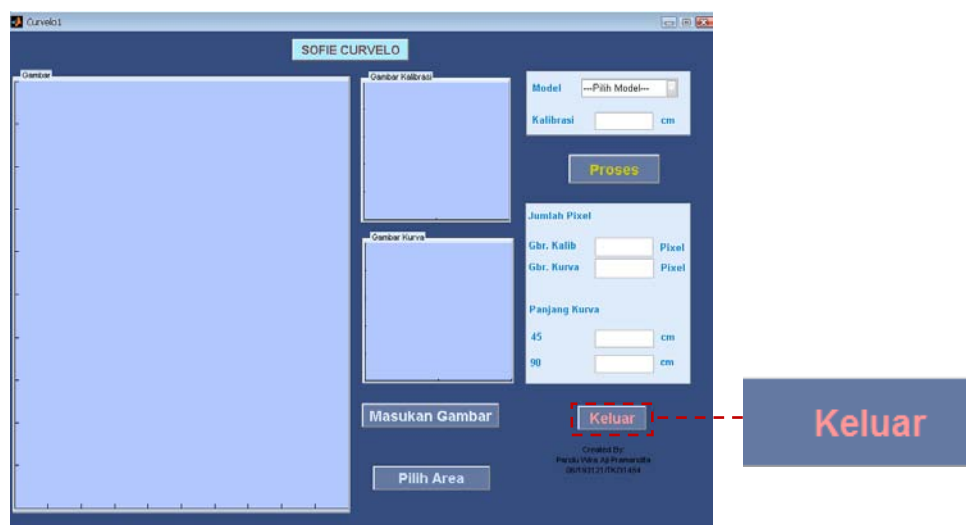 Curvelo1
SOFIE CURVELO
Gambar
Gambar Kalibrasi
Gambar Kurva
Masukan Gambar
Pilih Area
Model
---Pilih Model---
Kalibrasi
cm
Proses
Jumlah Pixel
Gbr. Kalib
Pixel
Gbr. Kurva
Pixel
Panjang Kurva
45
cm
90
cm
Keluar
Created By:
Keluar